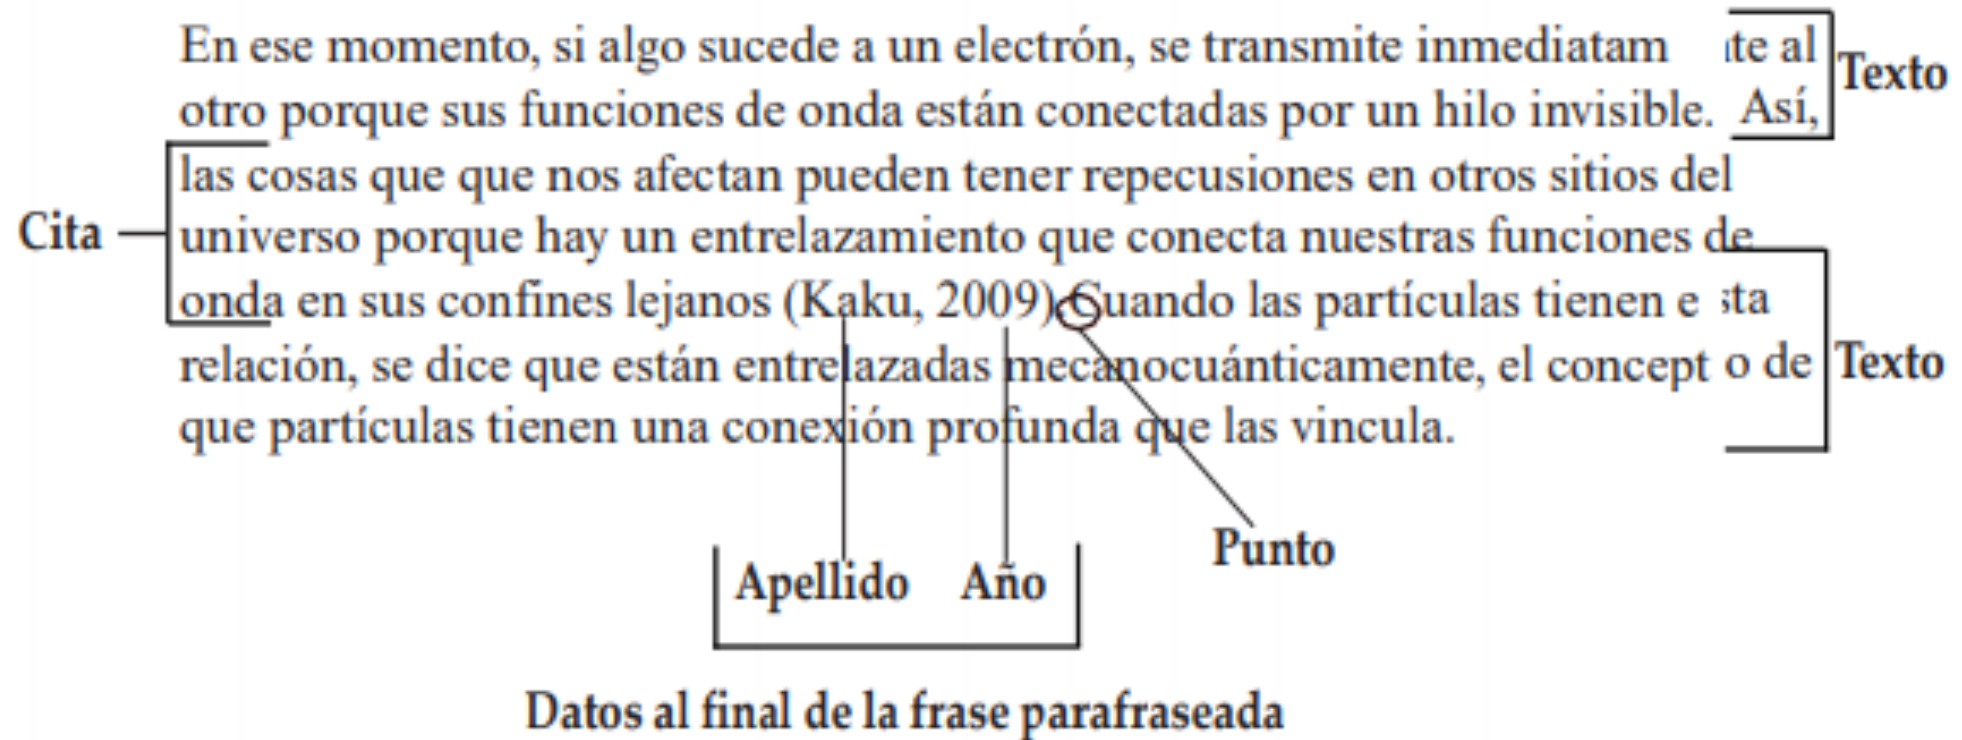 En ese momento, si algo sucede a un electrón, se transmite inmediatam te al
Texto
otro porque sus funciones de onda están conectadas por un hilo invisible. Así,
las cosas que que nos afectan pueden tener repecusiones en otros sitios del
Cita
universo porque hay un entrelazamiento que conecta nuestras funciones de
onda en sus confines lejanos (Kaku, 2009). Cuando las partículas tienen e sta
relación, se dice que están entrelazadas mecanocuánticamente, el concept o de
Texto
que partículas tienen una conexión profunda que las vincula.
Punto
Apellido Año
Datos al final de la frase parafraseada